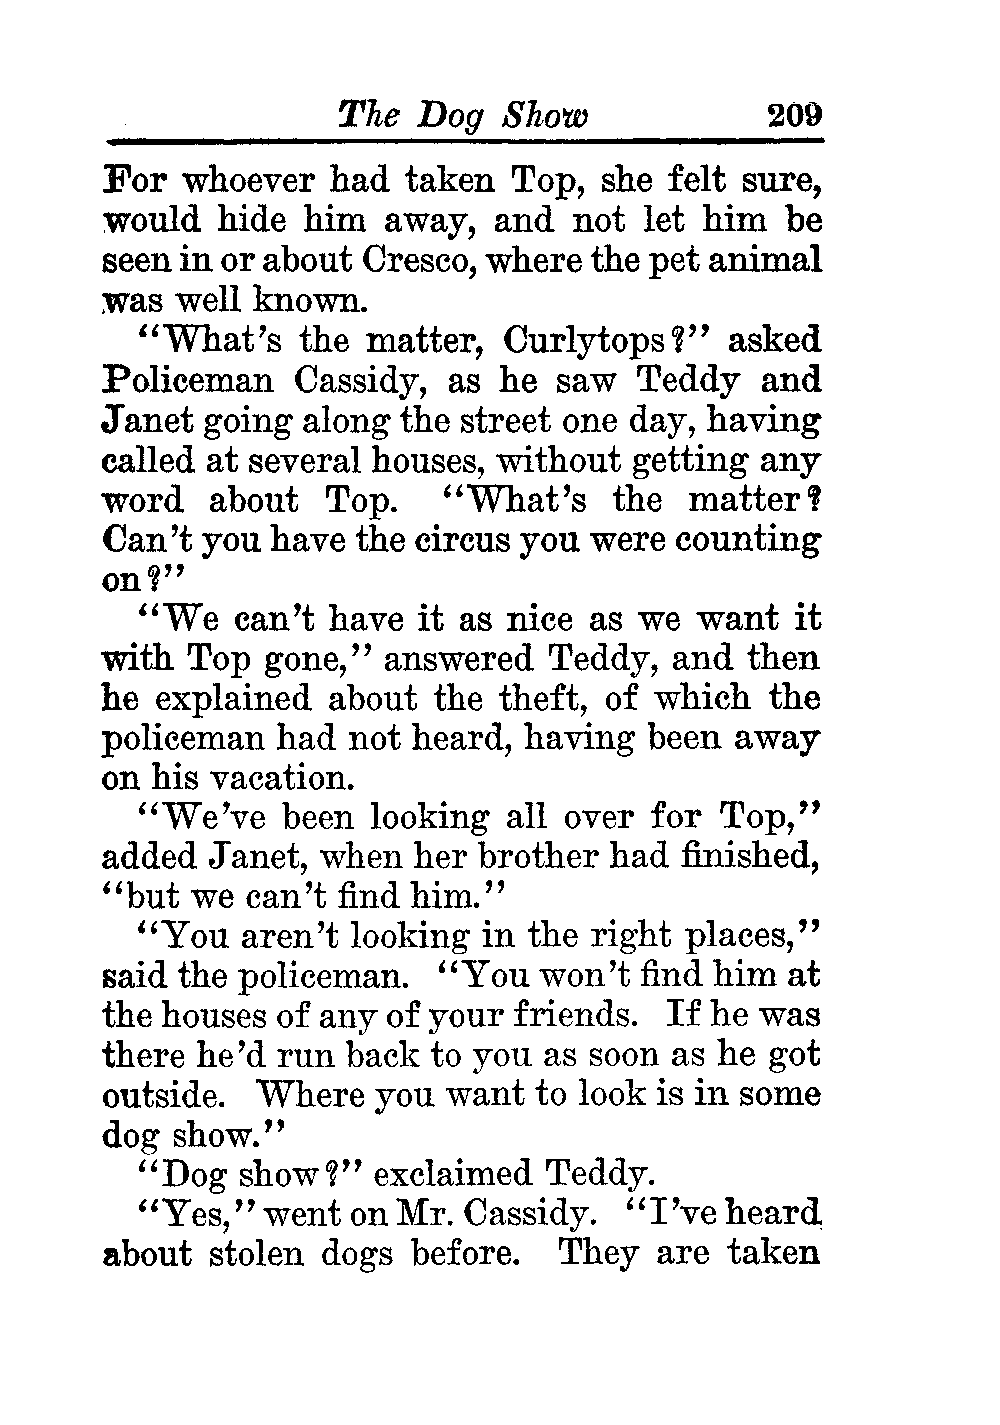 The Dog Show 209
For whoever had taken Top, she felt sure,
would hide him away, and not let him be
seen in or about Cresco, where the pet animal
was well known.
"What's the matter, Curlytops?" asked
Policeman Cassidy, as he saw Teddy and
Janet going along the street one day, having
called at several houses, without getting any
word about Top. "What's the matter?
Can't you have the circus you were counting
on?"
"We can't have it as nice as we want it
with Top gone," answered Teddy, and then
he explained about the theft, of which the
policeman had not heard, having been away
on his vacation.
"We've been looking all over for Top,"
added Janet, when her brother had finished,
"but we can't find him."
"You aren't looking in the right places,"
said the policeman. "You won't find him at
the houses of any of your friends. If he was
there he'd run back to you as soon as he got
outside. Where you want to look is in some
dog show."
"Dog show?" exclaimed Teddy.
"Yes," went on Mr. Cassidy. "I've heard
about stolen dogs before. They are taken